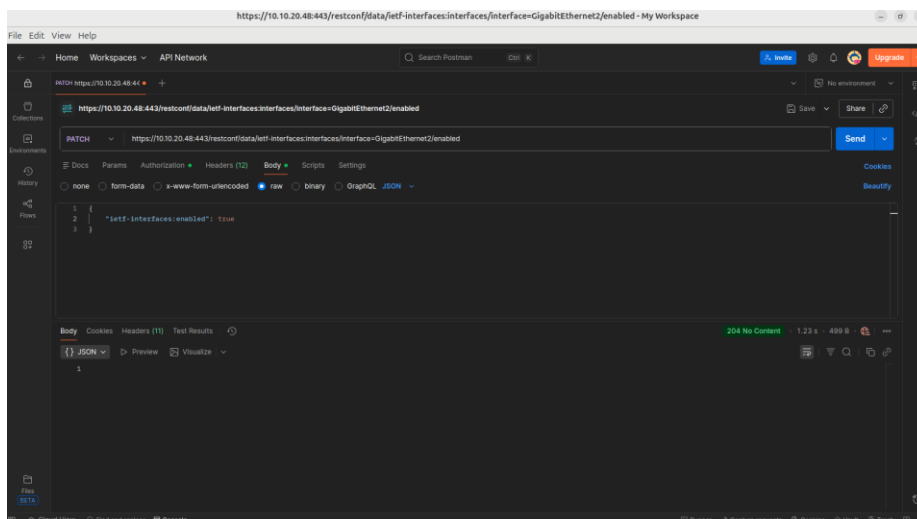 https://10.10.20.48:443/restconf/data/ietf-interfaces:interfaces/interface=GigabitEthernet2/enabled - My Workspace
File Edit View Help
Home Workspaces API Network Search Postman Ctrl K Invite Upgrade
PATCH https://10.10.20.48:44 No environment
Collections
https://10.10.20.48:443/restconf/data/ietf-interfaces:interfaces/interface=GigabitEthernet2/enabled Save Share
Environments
PATCH https://10.10.20.48:443/restconf/data/ietf-interfaces:interfaces/interface=GigabitEthernet2/enabled Send
Docs Params Authorization Headers (12) Body Scripts Settings Cookies
History
none form-data x-www-form-urlencoded raw binary GraphQL JSON Beautify
Flows
1 {
2 "ietf-interfaces:enabled": true
3 }
Body Cookies Headers (11) Test Results 204 No Content 1.23 s 499 B
{} JSON Preview Visualize
1
Files
BETA